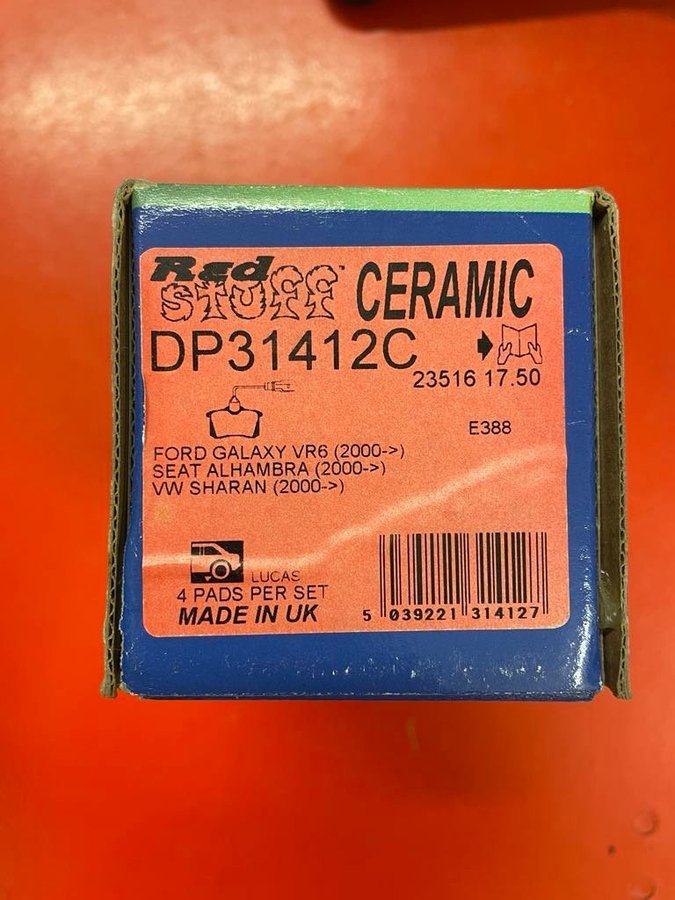 Red
STUFF™ CERAMIC
DP31412C
23516 17.50
E388
FORD GALAXY VR6 (2000->)
SEAT ALHAMBRA (2000->)
VW SHARAN (2000->)
LUCAS
4 PADS PER SET
MADE IN UK
5 039221 314127